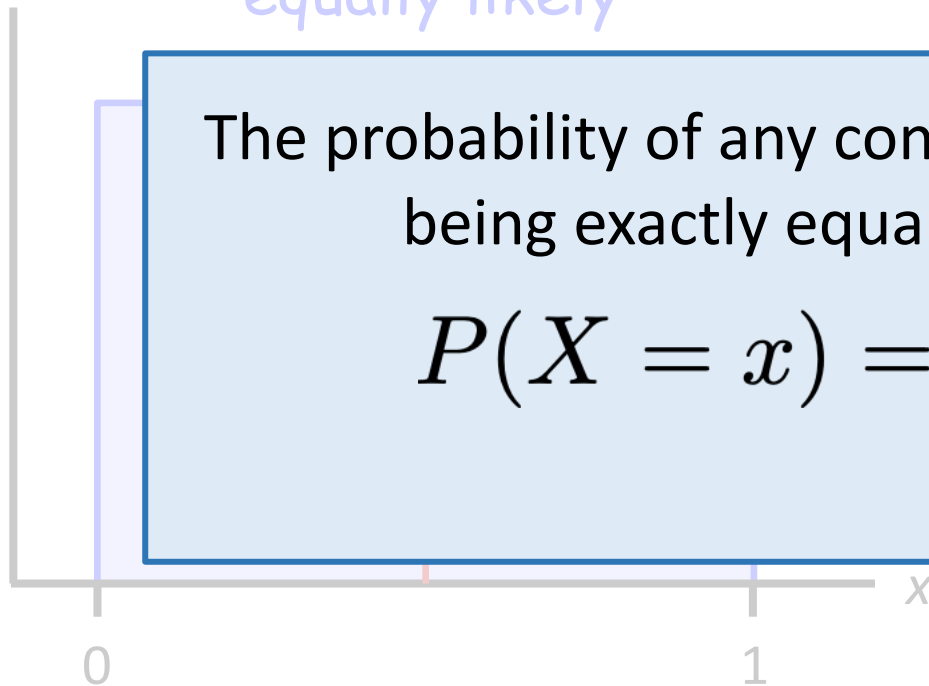 equally likely
The probability of any con
being exactly equa
P(X = x) =
x
0 1